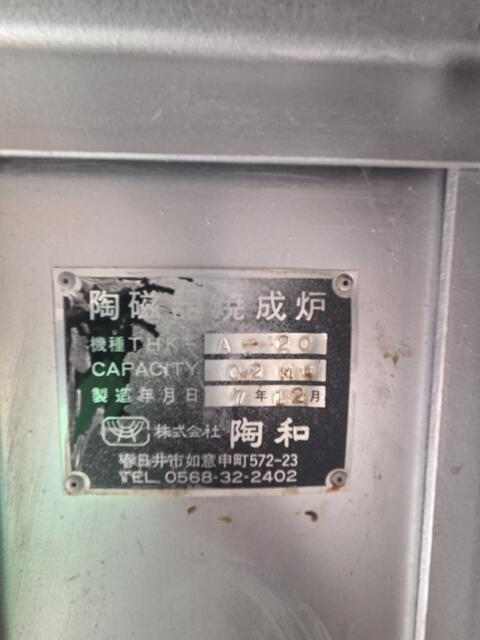 陶磁器焼成炉
機種 THK- A-20
CAPACITY 0.2
製造年月日 7年12月
株式会社 陶和
春日井市如意申町572-23
TEL. 0568-32-2402